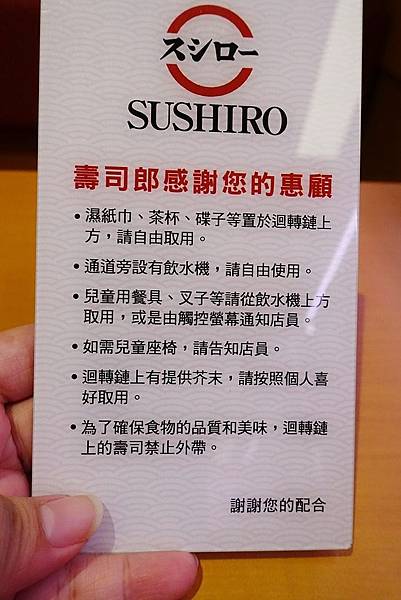 スシロー
SUSHIRO
壽司郎感謝您的惠顧
•濕紙巾、茶杯、碟子等置於迴轉鏈上
方，請自由取用。
•通道旁設有飲水機，請自由使用。
•兒童用餐具、叉子等請從飲水機上方
取用，或是由觸控螢幕通知店員。
•如需兒童座椅，請告知店員。
•迴轉鏈上有提供芥末，請按照個人喜
好取用。
•為了確保食物的品質和美味，迴轉鏈
上的壽司禁止外帶。
謝謝您的配合